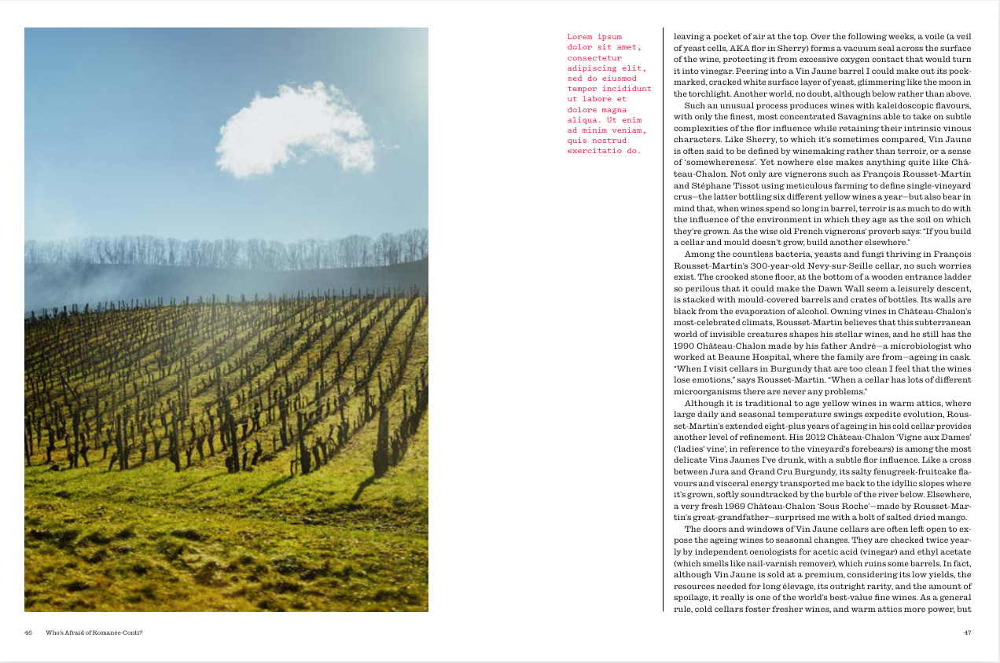 Lorem ipsum
dolor sit amet,
consectetur
adipiscing elit,
sed do eiusmod
tempor incididunt
ut labore et
dolore magna
aliqua. Ut enim
ad minim veniam,
quis nostrud
exercitatio do.
leaving a pocket of air at the top. Over the following weeks, a voile (a veil
of yeast cells, AKA flor in Sherry) forms a vacuum seal across the surface
of the wine, protecting it from excessive oxygen contact that would turn
it into vinegar. Peering into a Vin Jaune barrel I could make out its pock-
marked, cracked white surface layer of yeast, glimmering like the moon in
the torchlight. Another world, no doubt, although below rather than above.
Such an unusual process produces wines with kaleidoscopic flavours,
with only the finest, most concentrated Savagnins able to take on subtle
complexities of the flor influence while retaining their intrinsic vinous
characters. Like Sherry, to which it's sometimes compared, Vin Jaune
is often said to be defined by winemaking rather than terroir, or a sense
of ‘somewhereness’. Yet nowhere else makes anything quite like Châ-
teau-Chalon. Not only are vignerons such as François Rousset-Martin
and Stéphane Tissot using meticulous farming to define single-vineyard
crus—the latter bottling six different yellow wines a year—but also bear in
mind that, when wines spend so long in barrel, terroir is as much to do with
the influence of the environment in which they age as the soil on which
they're grown. As the wise old French vignerons’ proverb says: “If you build
a cellar and mould doesn't grow, build another elsewhere.”
Among the countless bacteria, yeasts and fungi thriving in François
Rousset-Martin's 300-year-old Nevy-sur-Seille cellar, no such worries
exist. The crooked stone floor, at the bottom of a wooden entrance ladder
so perilous that it could make the Dawn Wall seem a leisurely descent,
is stacked with mould-covered barrels and crates of bottles. Its walls are
black from the evaporation of alcohol. Owning vines in Château-Chalon's
most-celebrated climats, Rousset-Martin believes that this subterranean
world of invisible creatures shapes his stellar wines, and he still has the
1990 Château-Chalon made by his father André—a microbiologist who
worked at Beaune Hospital, where the family are from—ageing in cask.
“When I visit cellars in Burgundy that are too clean I feel that the wines
lose emotions,” says Rousset-Martin. “When a cellar has lots of different
microorganisms there are never any problems.”
Although it is traditional to age yellow wines in warm attics, where
large daily and seasonal temperature swings expedite evolution, Rous-
set-Martin's extended eight-plus years of ageing in his cold cellar provides
another level of refinement. His 2012 Château-Chalon ‘Vigne aux Dames’
(‘ladies’ vine’, in reference to the vineyard's forebears) is among the most
delicate Vins Jaunes I've drunk, with a subtle flor influence. Like a cross
between Jura and Grand Cru Burgundy, its salty fenugreek-fruitcake fla-
vours and visceral energy transported me back to the idyllic slopes where
it's grown, softly soundtracked by the burble of the river below. Elsewhere,
a very fresh 1969 Château-Chalon ‘Sous Roche’—made by Rousset-Mar-
tin's great-grandfather—surprised me with a bolt of salted dried mango.
The doors and windows of Vin Jaune cellars are often left open to ex-
pose the ageing wines to seasonal changes. They are checked twice year-
ly by independent oenologists for acetic acid (vinegar) and ethyl acetate
(which smells like nail-varnish remover), which ruins some barrels. In fact,
although Vin Jaune is sold at a premium, considering its low yields, the
resources needed for long élevage, its outright rarity, and the amount of
spoilage, it really is one of the world's best-value fine wines. As a general
rule, cold cellars foster fresher wines, and warm attics more power, but
46 Who's Afraid of Romanée-Conti?
47